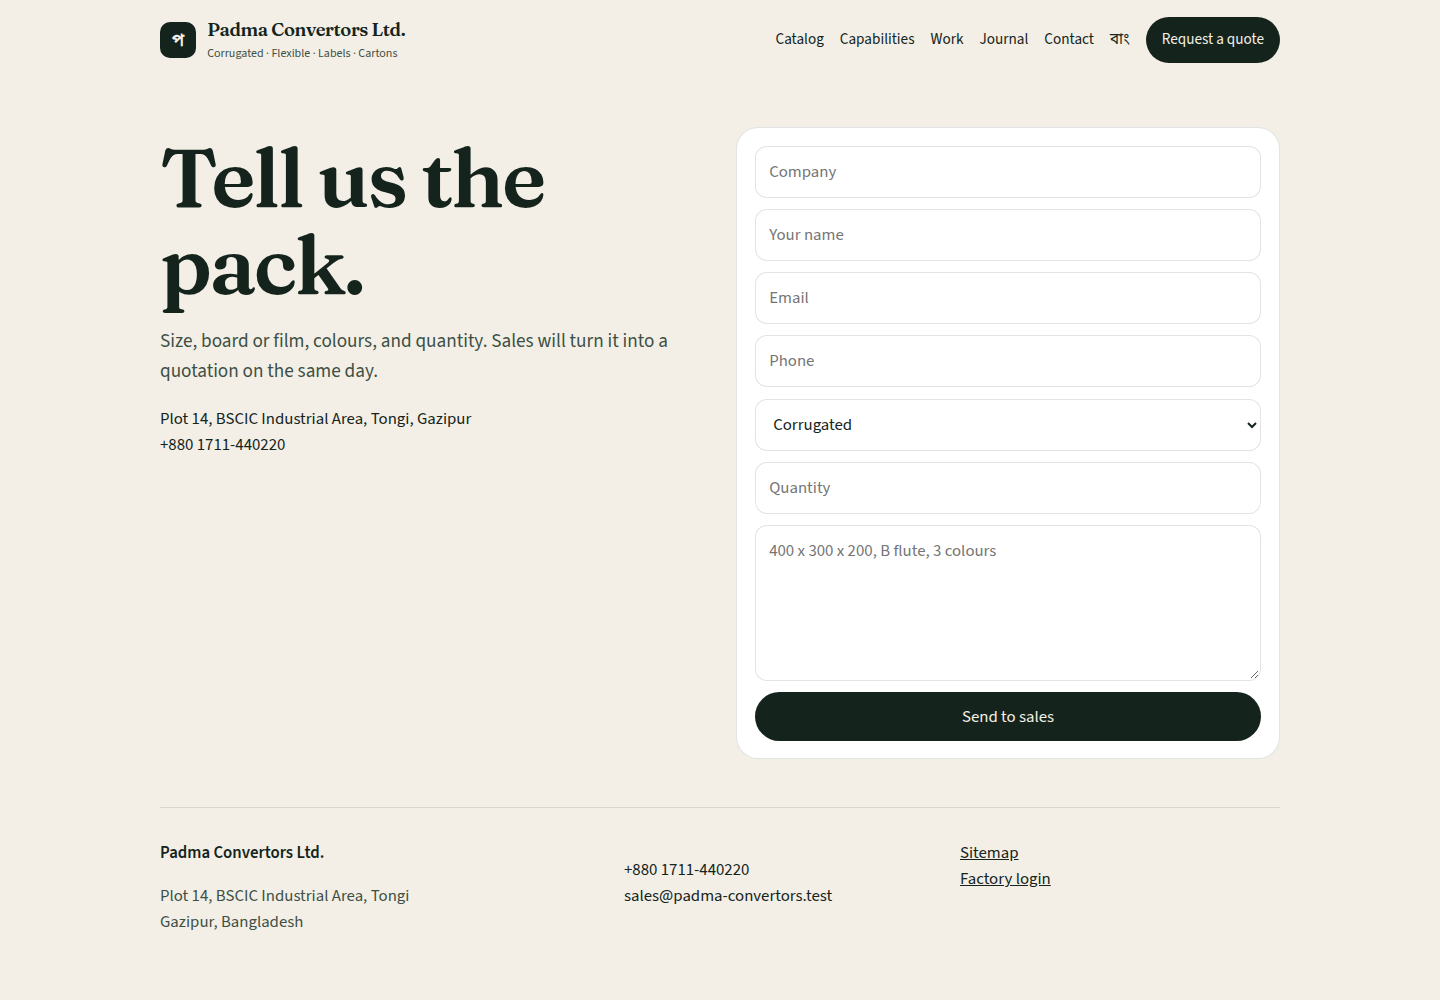 প
Padma Convertors Ltd.
Corrugated · Flexible · Labels · Cartons
Catalog Capabilities Work Journal Contact বাং Request a quote
Tell us the
pack.
Size, board or film, colours, and quantity. Sales will turn it into a
quotation on the same day.
Plot 14, BSCIC Industrial Area, Tongi, Gazipur
+880 1711-440220
Company
Your name
Email
Phone
Corrugated
Quantity
400 x 300 x 200, B flute, 3 colours
Send to sales
Padma Convertors Ltd.
Plot 14, BSCIC Industrial Area, Tongi
Gazipur, Bangladesh
+880 1711-440220
sales@padma-convertors.test
Sitemap
Factory login